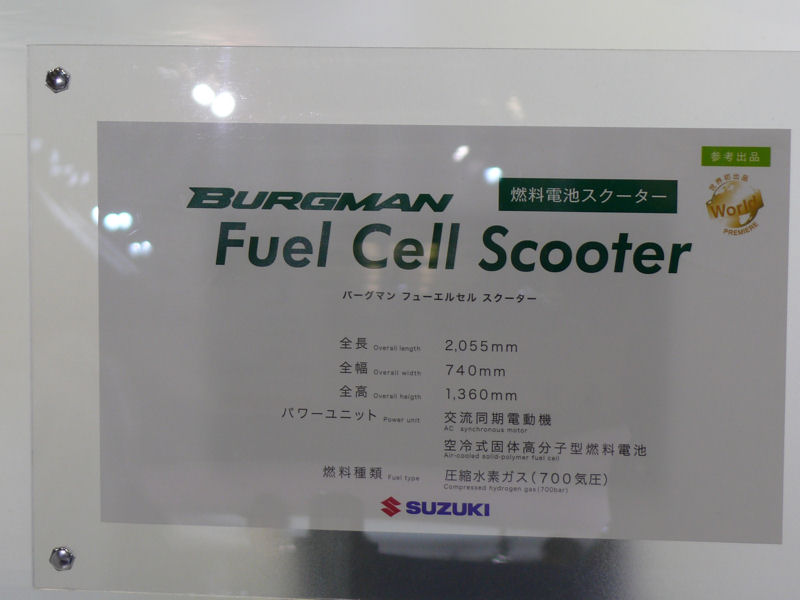 参考出品
世界初出品
World
PREMIERE
BURGMAN 燃料電池スクーター
Fuel Cell Scooter
バーグマン フューエルセル スクーター
全長 Overall length 2,055mm
全幅 Overall width 740mm
全高 Overall heigth 1,360mm
パワーユニット Power unit 交流同期電動機
AC synchronous motor
空冷式固体高分子型燃料電池
Air-cooled solid-polymer fuel cell
燃料種類 Fuel type 圧縮水素ガス(700気圧)
Compressed hydrogen gas(700bar)
SUZUKI